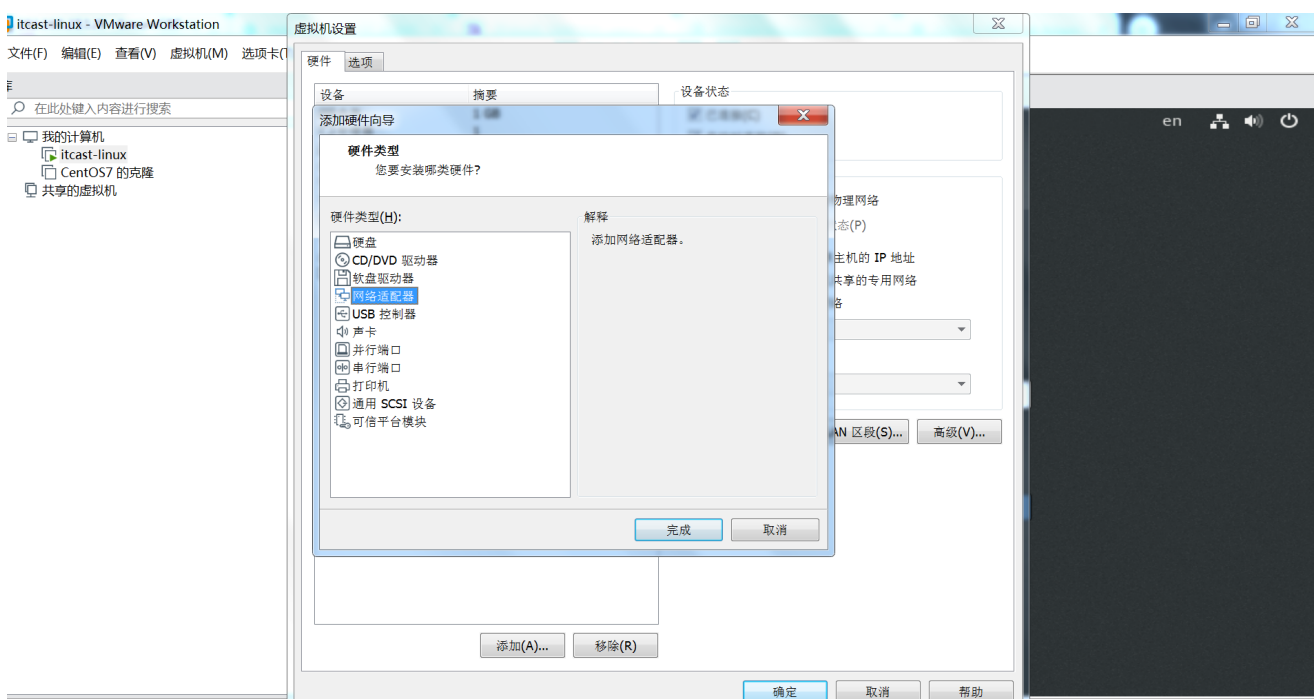 itcast-linux - VMware Workstation
文件(F) 编辑(E) 查看(V) 虚拟机(M) 选项卡(T
在此处键入内容进行搜索
我的计算机
itcast-linux
CentOS7 的克隆
共享的虚拟机
虚拟机设置
硬件 选项
设备 摘要
1 GB
1
设备状态
已连接(C)
添加硬件向导
硬件类型
您要安装哪类硬件?
硬件类型(H):
硬盘
CD/DVD 驱动器
软盘驱动器
网络适配器
USB 控制器
声卡
并行端口
串行端口
打印机
通用 SCSI 设备
可信平台模块
解释
添加网络适配器。
完成 取消
物理网络
态(P)
主机的 IP 地址
共享的专用网络
络
AN 区段(S)... 高级(V)...
添加(A)... 移除(R)
确定 取消 帮助
en